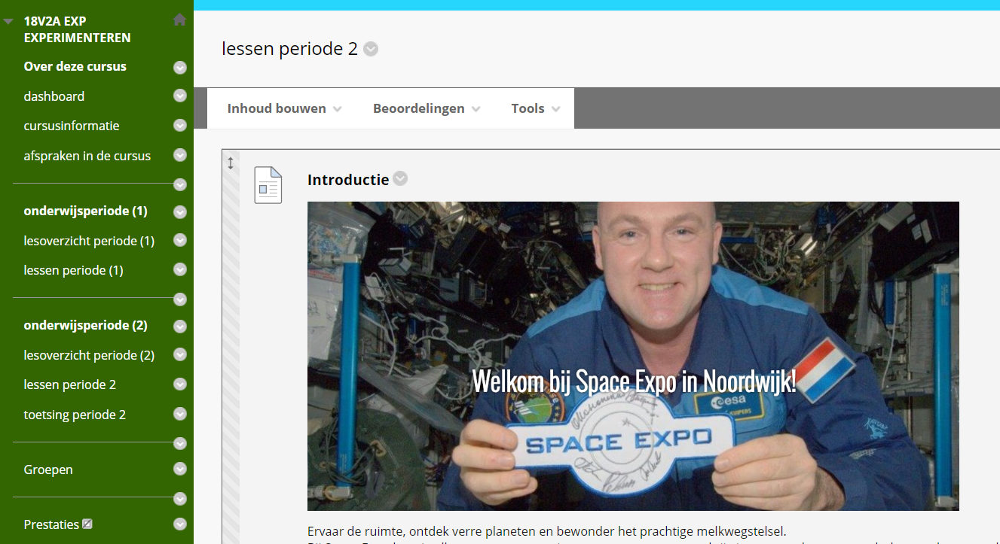 18V2A EXP
EXPERIMENTEREN
Over deze cursus
dashboard
cursusinformatie
afspraken in de cursus
onderwijsperiode (1)
lesoverzicht periode (1)
lessen periode (1)
onderwijsperiode (2)
lesoverzicht periode (2)
lessen periode 2
toetsing periode 2
Groepen
Prestaties
lessen periode 2
Inhoud bouwen
Beoordelingen
Tools
Introductie
Welkom bij Space Expo in Noordwijk!
esa
KUIPERS
SPACE EXPO
Ervaar de ruimte, ontdek verre planeten en bewonder het prachtige melkwegstelsel.